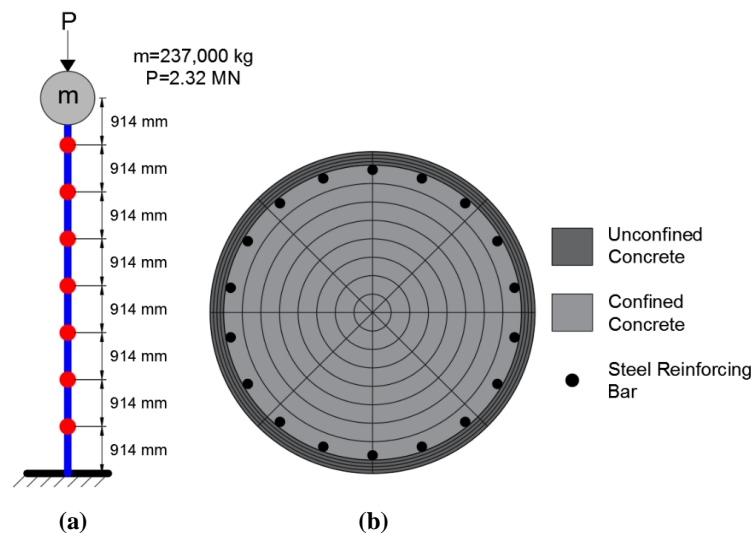 P
m=237,000 kg
P=2.32 MN
m
914 mm
914 mm
914 mm
914 mm
914 mm
914 mm
914 mm
914 mm
Unconfined
Concrete
Confined
Concrete
Steel Reinforcing
Bar
(a)
(b)